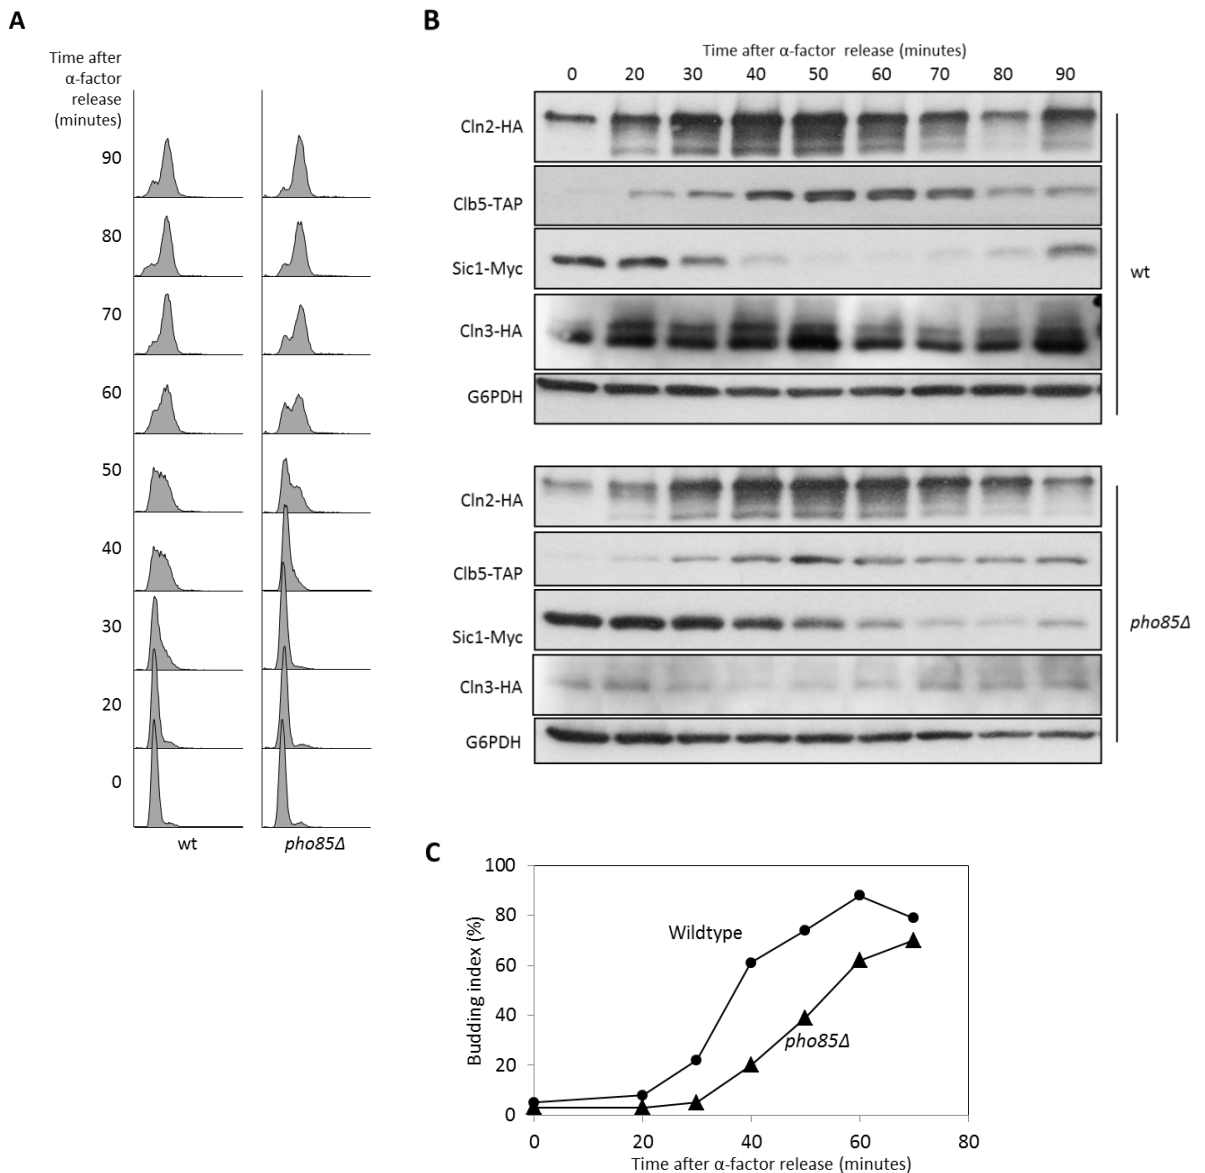 A
Time after
α-factor
release
(minutes)
90
80
70
60
50
40
30
20
0
wt
pho85Δ
B
Time after α-factor release (minutes)
0 20 30 40 50 60 70 80 90
Cln2-HA
Clb5-TAP
Sic1-Myc
Cln3-HA
G6PDH
wt
Cln2-HA
Clb5-TAP
Sic1-Myc
Cln3-HA
G6PDH
pho85Δ
C
Budding index (%)
100
80
60
40
20
0
Wildtype
pho85Δ
0 20 40 60 80
Time after α-factor release (minutes)